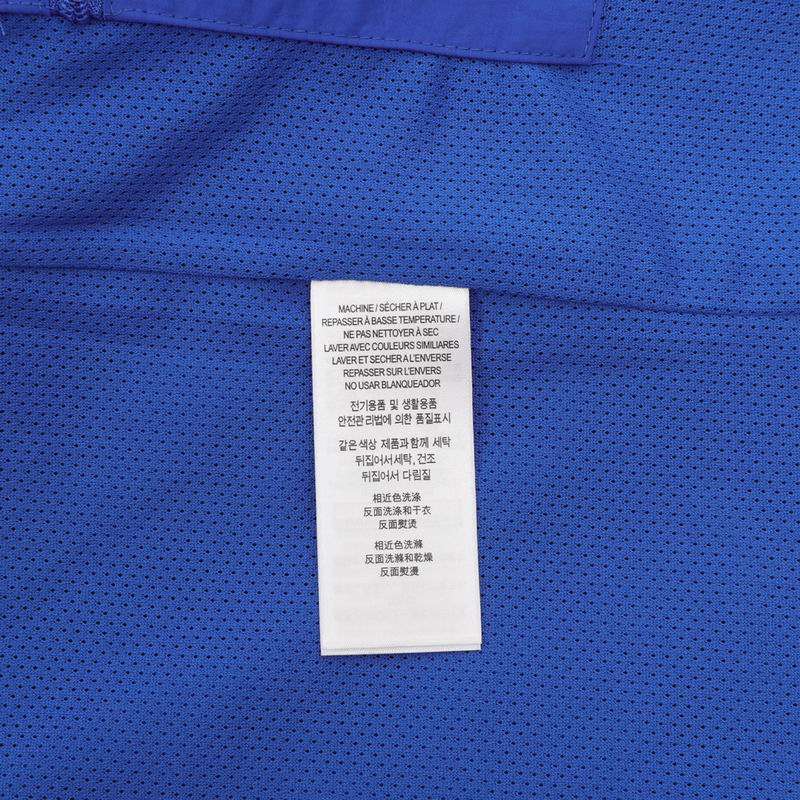 MACHINE / SÉCHER À PLAT /
REPASSER À BASSE TEMPERATURE /
NE PAS NETTOYER À SEC
LAVER AVEC COULEURS SIMILIARES
LAVER ET SECHER A L'ENVERSE
REPASSER SUR L'ENVERS
NO USAR BLANQUEADOR
전기용품 및 생활용품
안전관리법에 의한 품질표시
같은색상 제품과함께 세탁
뒤집어서세탁, 건조
뒤집어서 다림질
相近色洗涤
反面洗涤和干衣
反面熨烫
相近色洗滌
反面洗滌和乾燥
反面熨燙